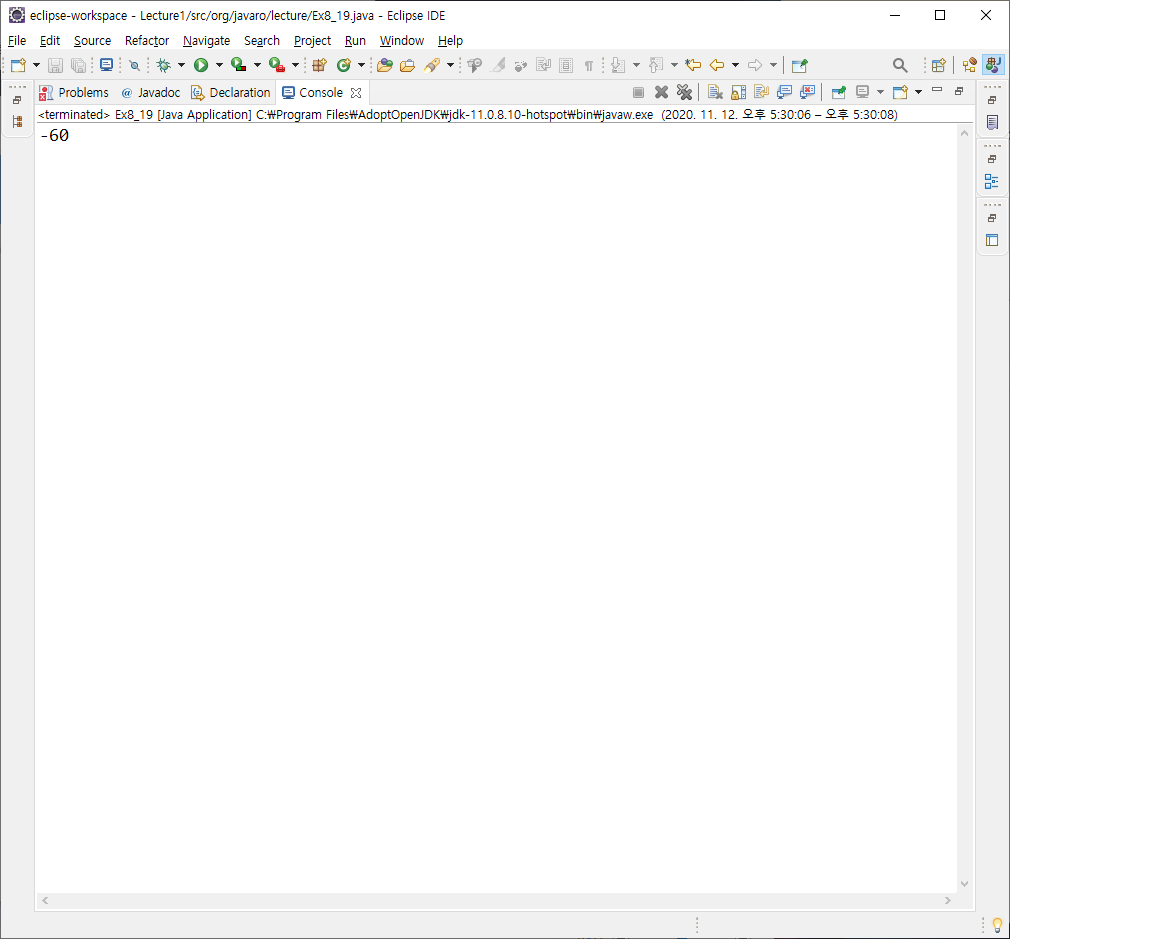 eclipse-workspace - Lecture1/src/org/javaro/lecture/Ex8_19.java - Eclipse IDE
File Edit Source Refactor Navigate Search Project Run Window Help
Problems @ Javadoc Declaration Console
<terminated> Ex8_19 [Java Application] C:₩Program Files₩AdoptOpenJDK₩jdk-11.0.8.10-hotspot₩bin₩javaw.exe (2020. 11. 12. 오후 5:30:06 – 오후 5:30:08)
-60